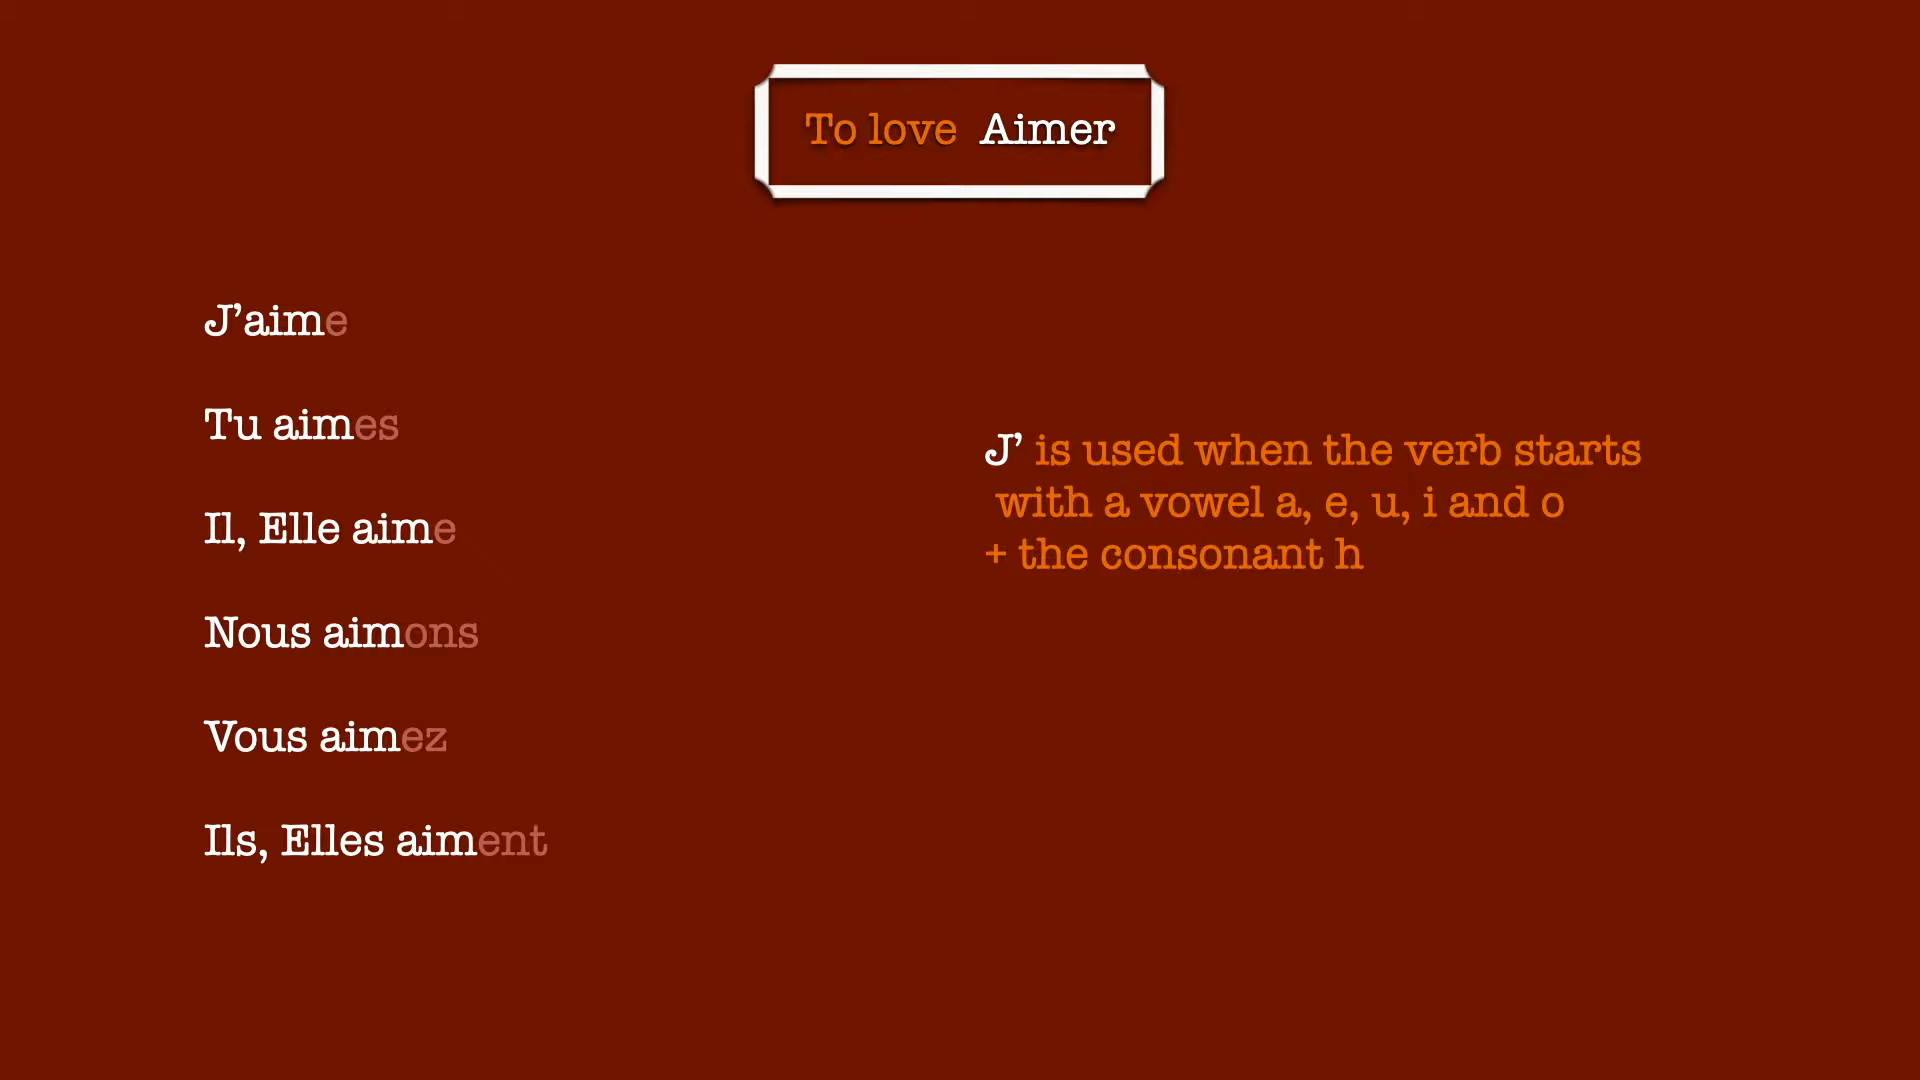 To love Aimer
J’aime
Tu aimes
Il, Elle aime
Nous aimons
Vous aimez
Ils, Elles aiment
J’ is used when the verb starts
with a vowel a, e, u, i and o
+ the consonant h